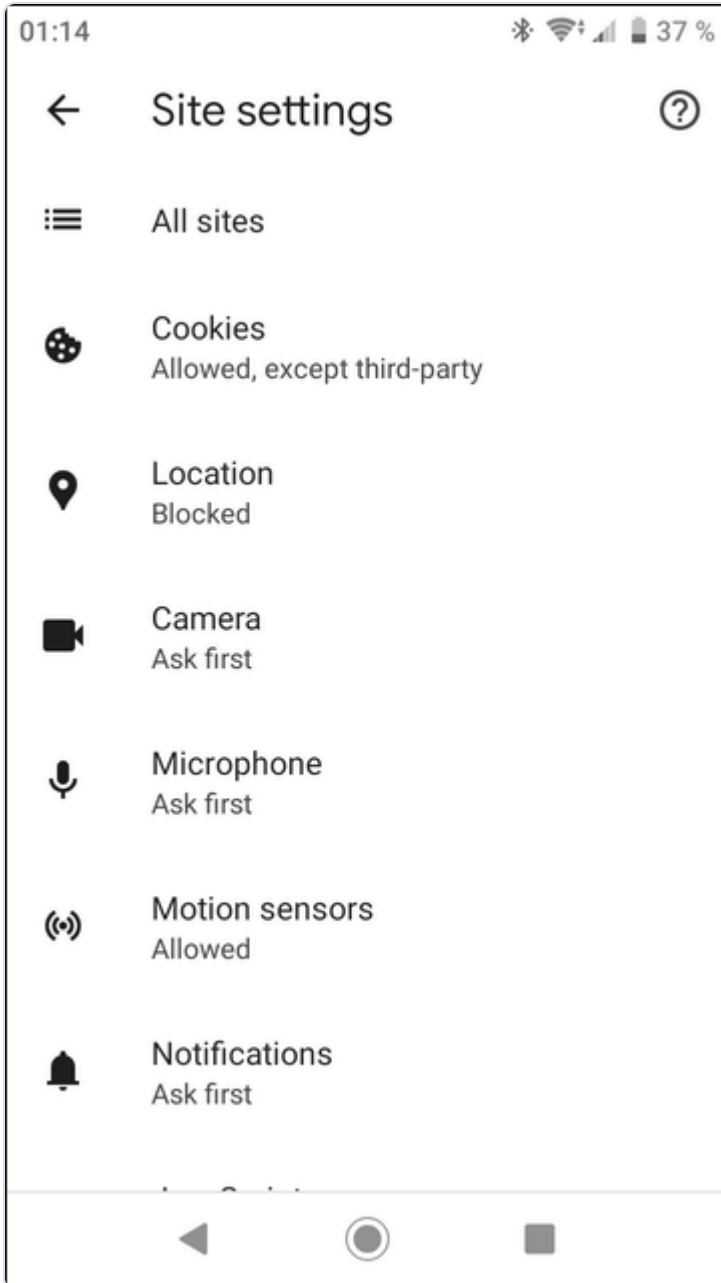 01:14 37 %
Site settings
All sites
Cookies
Allowed, except third-party
Location
Blocked
Camera
Ask first
Microphone
Ask first
Motion sensors
Allowed
Notifications
Ask first